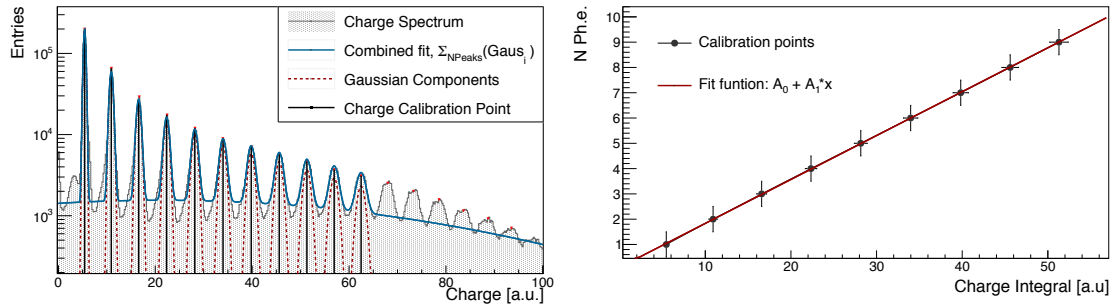 Entries
10^5
10^4
10^3
Charge Spectrum
Combined fit, Σ_NPeaks(Gaus_i)
Gaussian Components
Charge Calibration Point
0 20 40 60 80 100
Charge [a.u.]
N Ph.e.
10
9
8
7
6
5
4
3
2
1
Calibration points
Fit funtion: A_0 + A_1*x
10 20 30 40 50
Charge Integral [a.u]